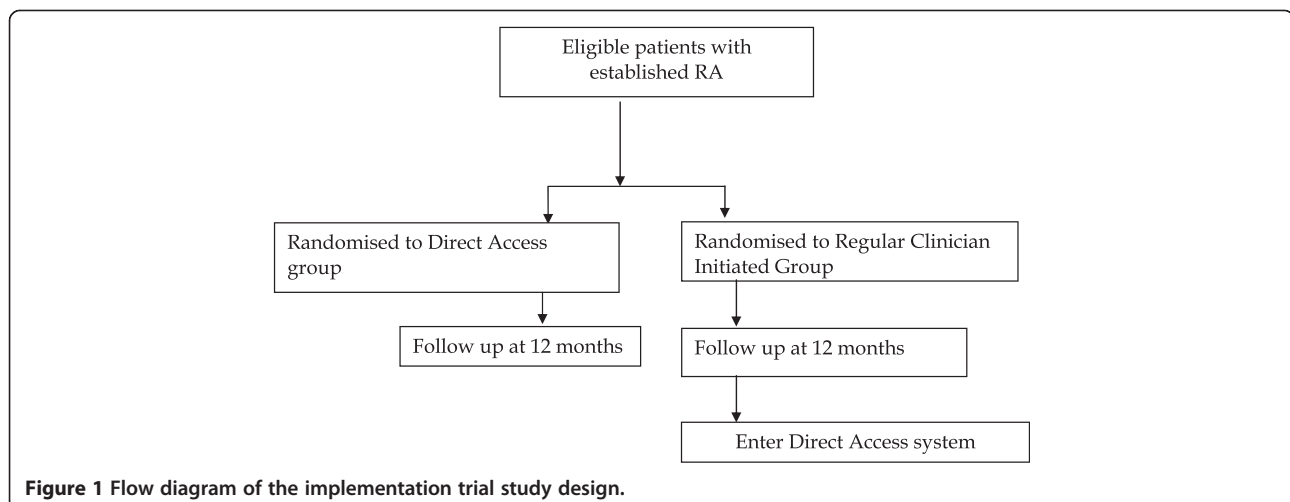 Eligible patients with
established RA
Randomised to Direct Access
group
Randomised to Regular Clinician
Initiated Group
Follow up at 12 months
Follow up at 12 months
Enter Direct Access system
Figure 1 Flow diagram of the implementation trial study design.